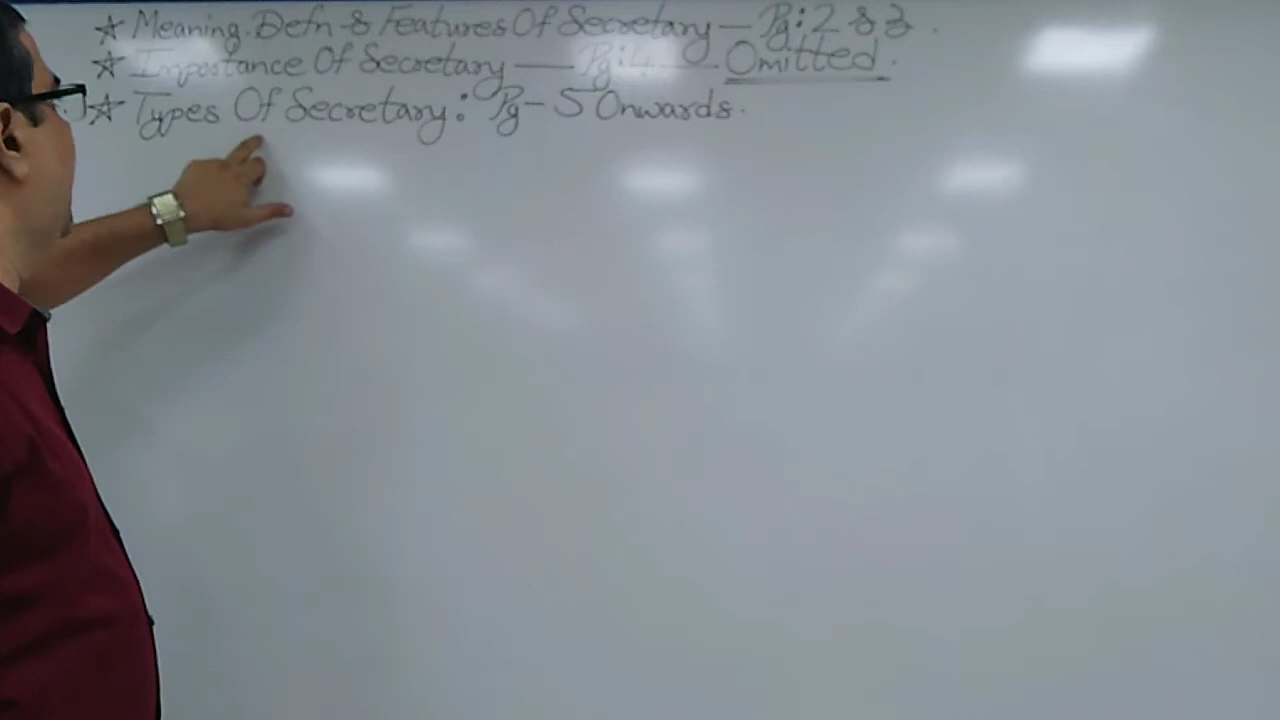 ☆ Meaning. Defn & Features Of Secretary — Pg: 2 & 3.
☆ Importance Of Secretary — Pg: 4 — Omitted.
☆ Types Of Secretary: Pg - 5 Onwards.